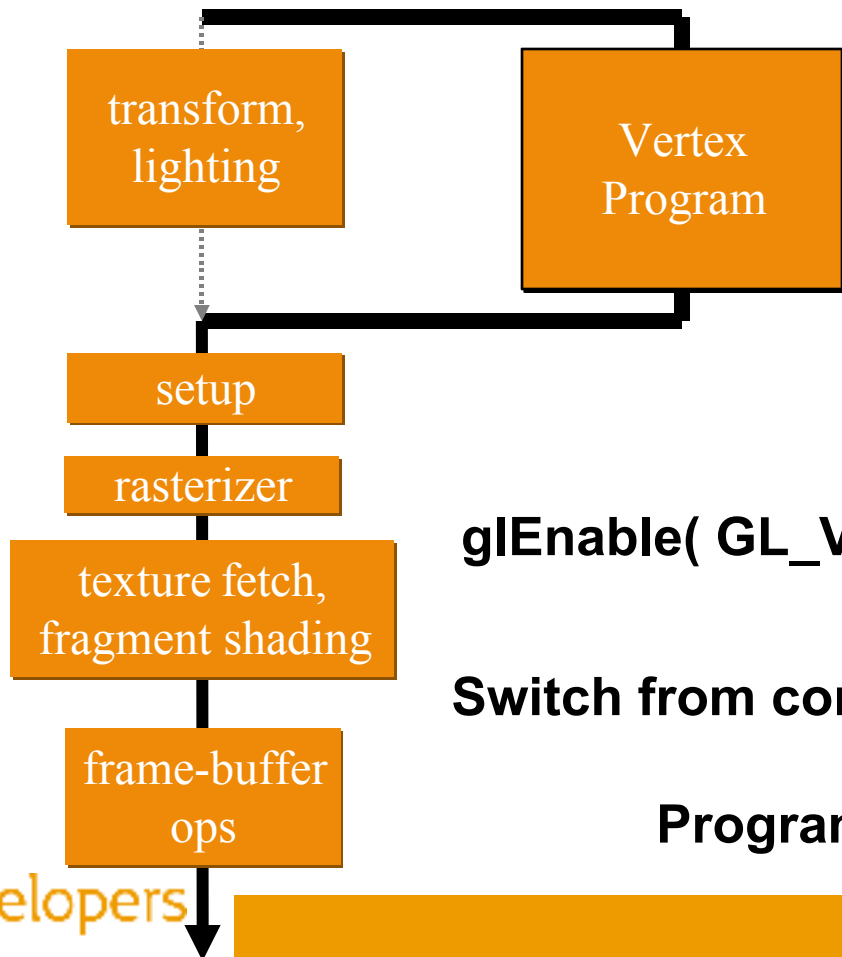 transform,
lighting
Vertex
Program
setup
rasterizer
texture fetch,
fragment shading
frame-buffer
ops
glEnable( GL_V
Switch from
Progra
elopers